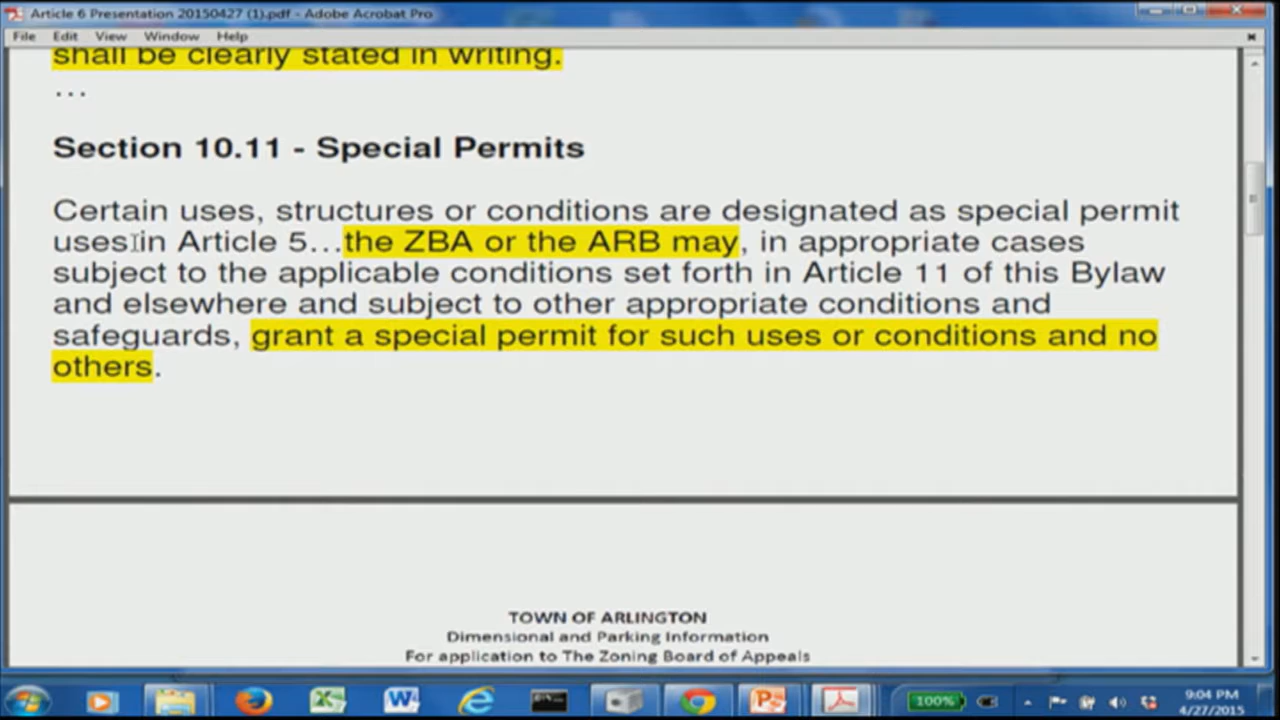 Article 6 Presentation 20150427 (1).pdf - Adobe Acrobat Pro
File Edit View Window Help
shall be clearly stated in writing.
...
Section 10.11 - Special Permits
Certain uses, structures or conditions are designated as special permit
uses in Article 5...the ZBA or the ARB may, in appropriate cases
subject to the applicable conditions set forth in Article 11 of this Bylaw
and elsewhere and subject to other appropriate conditions and
safeguards, grant a special permit for such uses or conditions and no
others.
TOWN OF ARLINGTON
Dimensional and Parking Information
For application to The Zoning Board of Appeals
100%
9:04 PM
4/27/2015